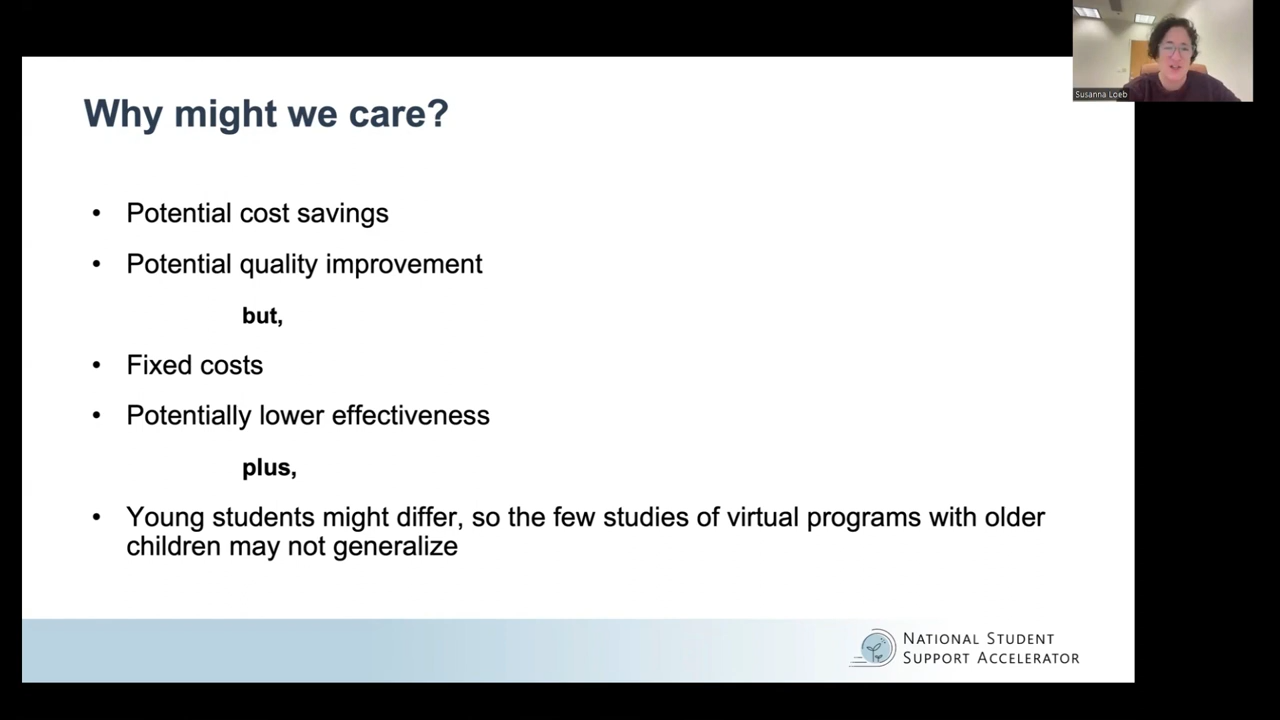 Susanna Loeb
Why might we care?
• Potential cost savings
• Potential quality improvement
but,
• Fixed costs
• Potentially lower effectiveness
plus,
• Young students might differ, so the few studies of virtual programs with older
children may not generalize
NATIONAL STUDENT
SUPPORT ACCELERATOR